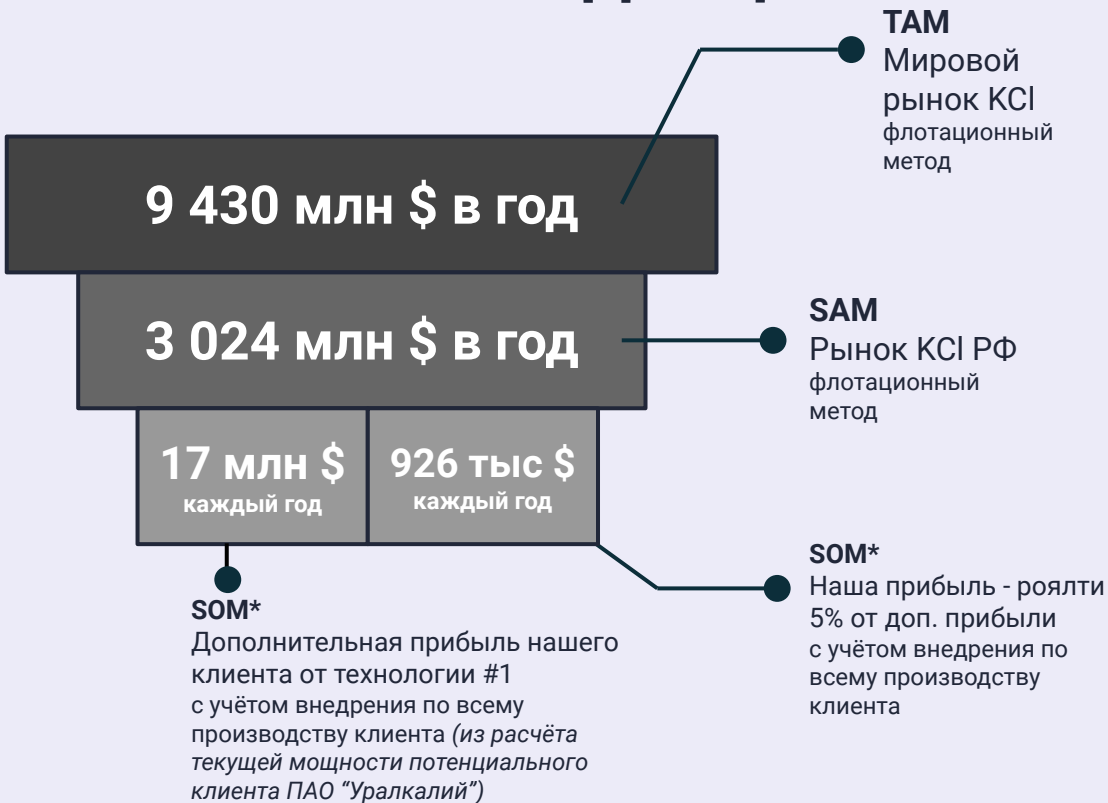 TAM
Мировой
рынок KCl
флотационный
метод
9 430 млн $ в год
3 024 млн $ в год
SAM
Рынок KCl РФ
флотационный
метод
17 млн $
каждый год
926 тыс $
каждый год
SOM*
Дополнительная прибыль нашего
клиента от технологии #1
с учётом внедрения по всему
производству клиента (из расчёта
текущей мощности потенциального
клиента ПАО “Уралкалий”)
SOM*
Наша прибыль - роялти
5% от доп. прибыли
с учётом внедрения по
всему производству
клиента